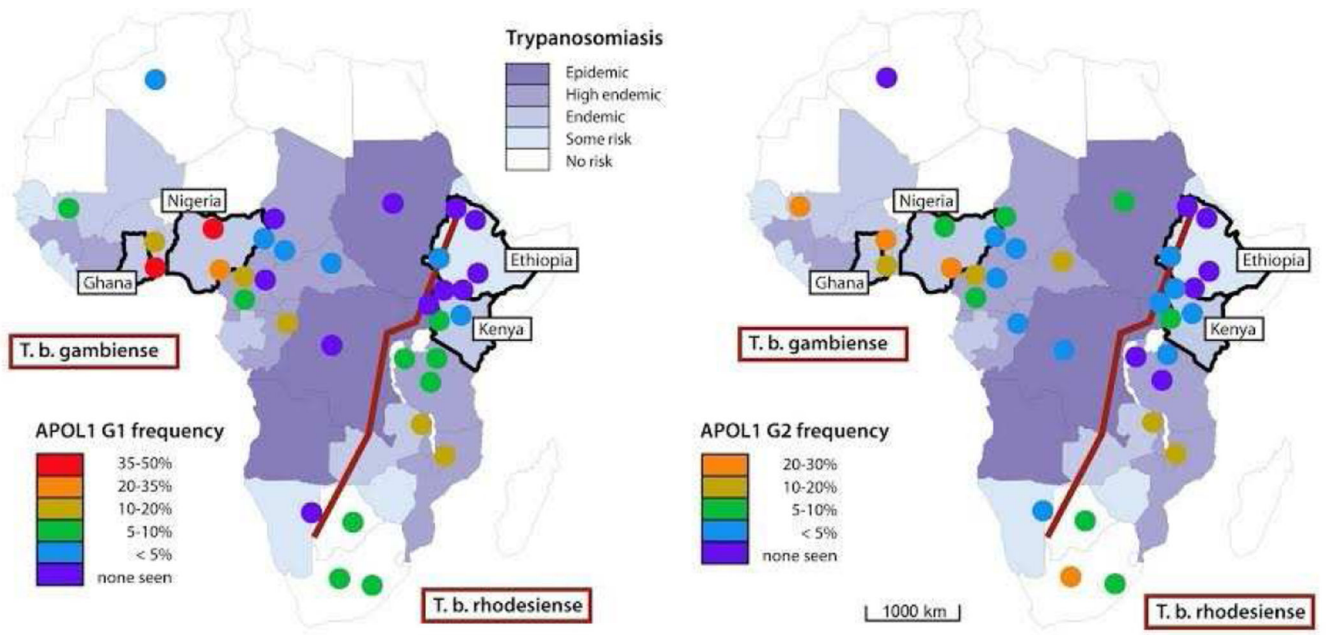 Trypanosomiasis
Epidemic
High endemic
Endemic
Some risk
No risk
Nigeria
Ghana
Ethiopia
Kenya
T. b. gambiense
APOL1 G1 frequency
35-50%
20-35%
10-20%
5-10%
< 5%
none seen
T. b. rhodesiense
Nigeria
Ghana
Ethiopia
Kenya
T. b. gambiense
APOL1 G2 frequency
20-30%
10-20%
5-10%
< 5%
none seen
1000 km
T. b. rhodesiense